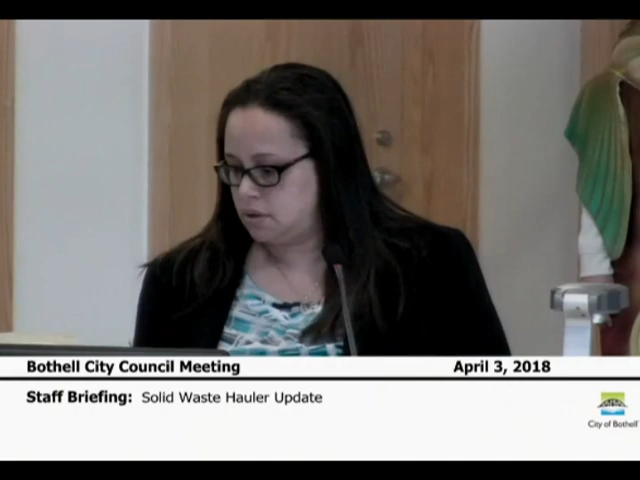 Bothell City Council Meeting April 3, 2018
Staff Briefing: Solid Waste Hauler Update
City of Bothell